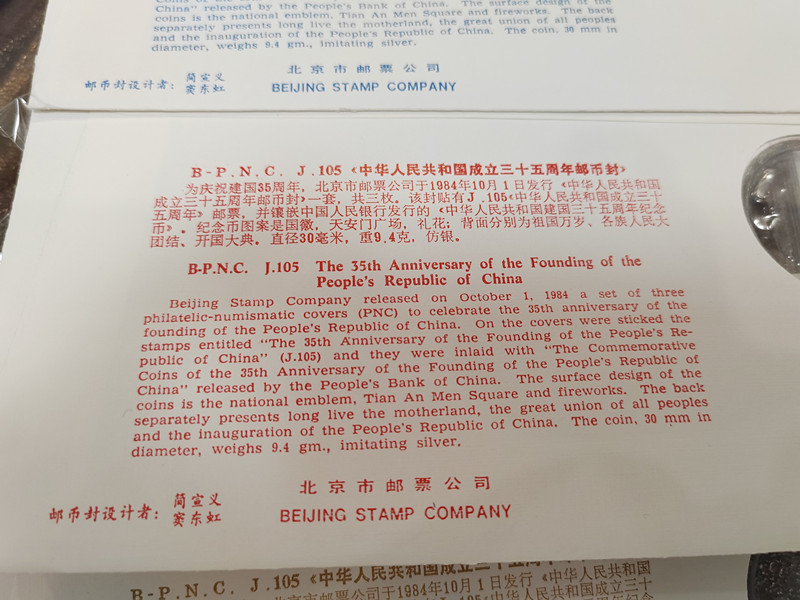 China" released by the People's Bank of China. The surface design of the
coins is the national emblem, Tian An Men Square and fireworks. The back
separately presents long live the motherland, the great union of all peoples
and the inauguration of the People's Republic of China. The coin, 30 mm in
diameter, weighs 9.4 gm., imitating silver.
北京市邮票公司
邮币封设计者：简宣义
窦东虹
BEIJING STAMP COMPANY
B-P.N.C. J.105《中华人民共和国成立三十五周年邮币封》
为庆祝建国35周年，北京市邮票公司于1984年10月1日发行《中华人民共和国
成立三十五周年邮币封》一套，共三枚。该封贴有J.105《中华人民共和国成立三十
五周年》邮票，并镶嵌中国人民银行发行的《中华人民共和国建国三十五周年纪念
币》。纪念币图案是国徽，天安门广场，礼花；背面分别为祖国万岁、各族人民大
团结、开国大典。直径30毫米，重9.4克，仿银。
B-P.N.C. J.105 The 35th Anniversary of the Founding of the
People's Republic of China
Beijing Stamp Company released on October 1, 1984 a set of three
philatelic-numismatic covers (PNC) to celebrate the 35th anniversary of the
founding of the People's Republic of China. On the covers were sticked the
stamps entitled "The 35th Anniversary of the Founding of the People's Re-
public of China" (J.105) and they were inlaid with "The Commemorative
Coins of the 35th Anniversary of the Founding of the People's Republic of
China" released by the People's Bank of China. The surface design of the
coins is the national emblem, Tian An Men Square and fireworks. The back
separately presents long live the motherland, the great union of all peoples
and the inauguration of the People's Republic of China. The coin, 30 mm in
diameter, weighs 9.4 gm., imitating silver.
北京市邮票公司
邮币封设计者：简宣义
窦东虹
BEIJING STAMP COMPANY
B-P.N.C. J.105《中华人民共和国成立三十五周年
北京市邮票公司于1984年10月1日发行《中华人民共和国